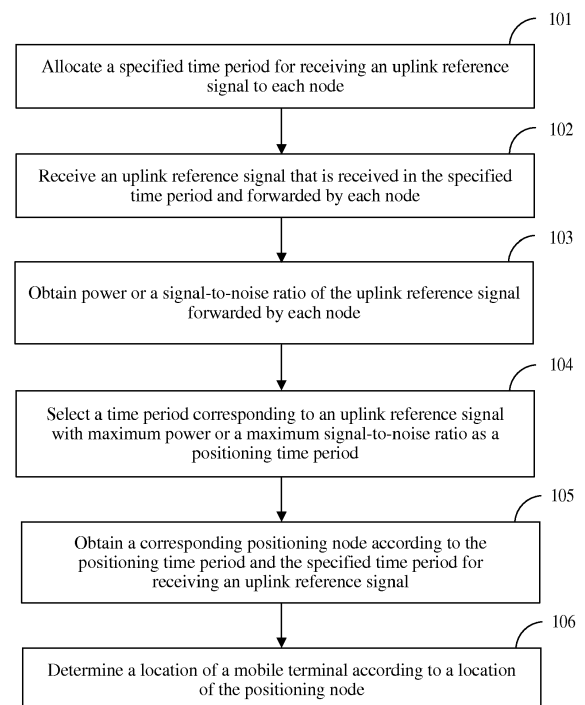 101
Allocate a specified time period for receiving an uplink reference
signal to each node
102
Receive an uplink reference signal that is received in the specified
time period and forwarded by each node
103
Obtain power or a signal-to-noise ratio of the uplink reference signal
forwarded by each node
104
Select a time period corresponding to an uplink reference signal
with maximum power or a maximum signal-to-noise ratio as a
positioning time period
105
Obtain a corresponding positioning node according to the
positioning time period and the specified time period for
receiving an uplink reference signal
106
Determine a location of a mobile terminal according to a location
of the positioning node